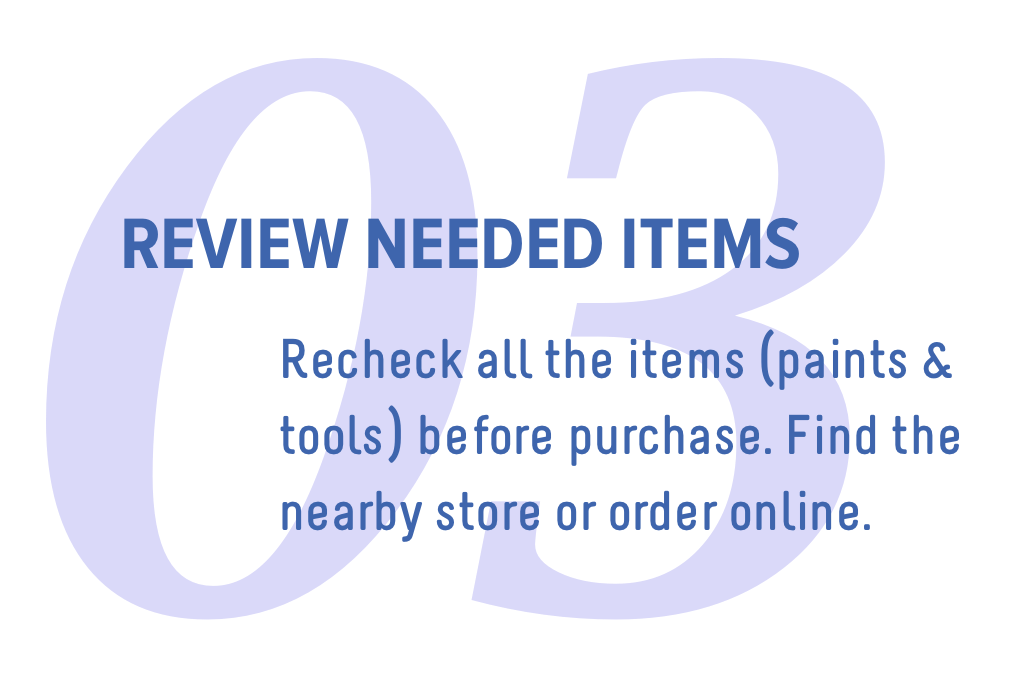 03
REVIEW NEEDED ITEMS
Recheck all the items (paints &
tools) before purchase. Find the
nearby store or order online.